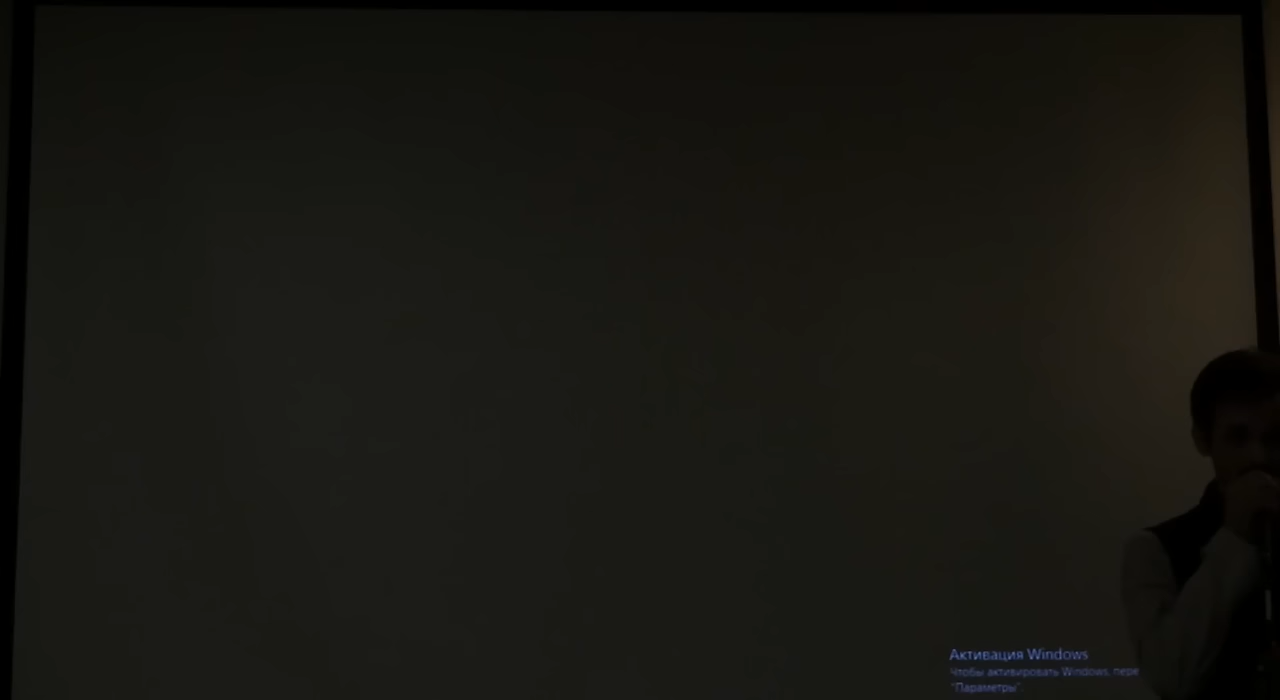 Активация Windows
Чтобы активировать Windows, пере
"Параметры".